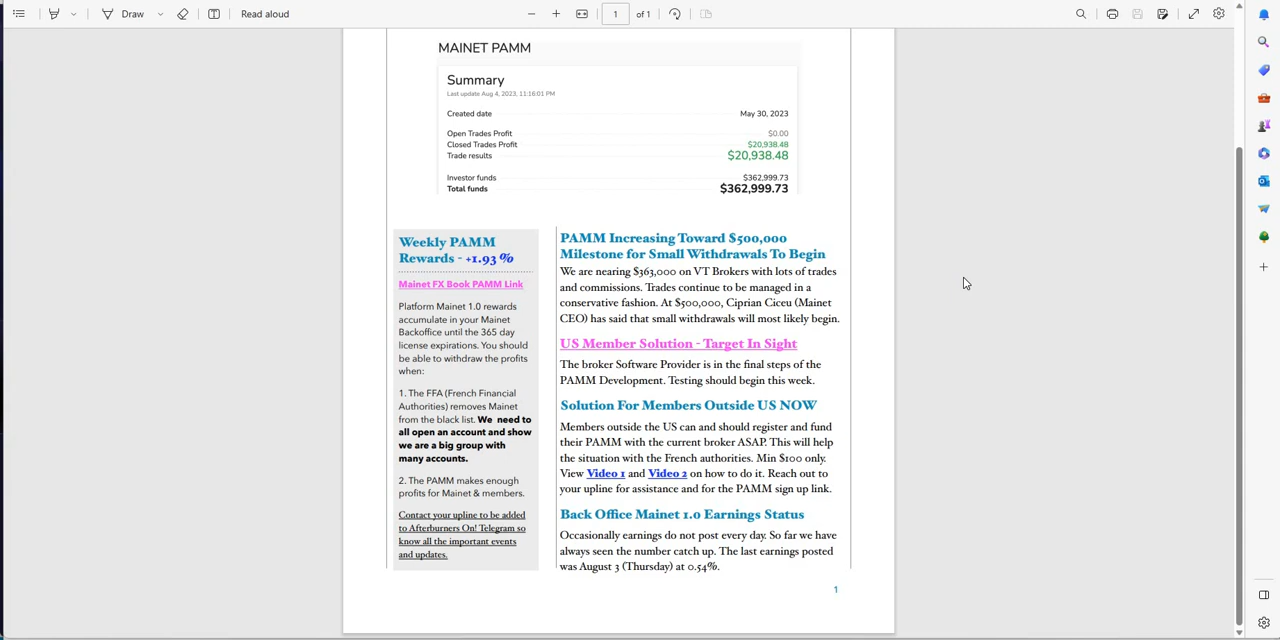 Draw
Read aloud
1
of 1
MAINET PAMM
Summary
Last update Aug 4, 2023, 11:16:01 PM
Created date May 30, 2023
Open Trades Profit $0.00
Closed Trades Profit $20,938.48
Trade results $20,938.48
Investor funds $362,999.73
Total funds $362,999.73
Weekly PAMM
Rewards - +1.93 %
Mainet FX Book PAMM Link
Platform Mainet 1.0 rewards
accumulate in your Mainet
Backoffice until the 365 day
license expirations. You should
be able to withdraw the profits
when:
1. The FFA (French Financial
Authorities) removes Mainet
from the black list. We need to
all open an account and show
we are a big group with
many accounts.
2. The PAMM makes enough
profits for Mainet & members.
Contact your upline to be added
to Afterburners On! Telegram so
know all the important events
and updates.
PAMM Increasing Toward $500,000
Milestone for Small Withdrawals To Begin
We are nearing $363,000 on VT Brokers with lots of trades
and commissions. Trades continue to be managed in a
conservative fashion. At $500,000, Ciprian Ciceu (Mainet
CEO) has said that small withdrawals will most likely begin.
US Member Solution - Target In Sight
The broker Software Provider is in the final steps of the
PAMM Development. Testing should begin this week.
Solution For Members Outside US NOW
Members outside the US can and should register and fund
their PAMM with the current broker ASAP. This will help
the situation with the French authorities. Min $100 only.
View Video 1 and Video 2 on how to do it. Reach out to
your upline for assistance and for the PAMM sign up link.
Back Office Mainet 1.0 Earnings Status
Occasionally earnings do not post every day. So far we have
always seen the number catch up. The last earnings posted
was August 3 (Thursday) at 0.54%.
1